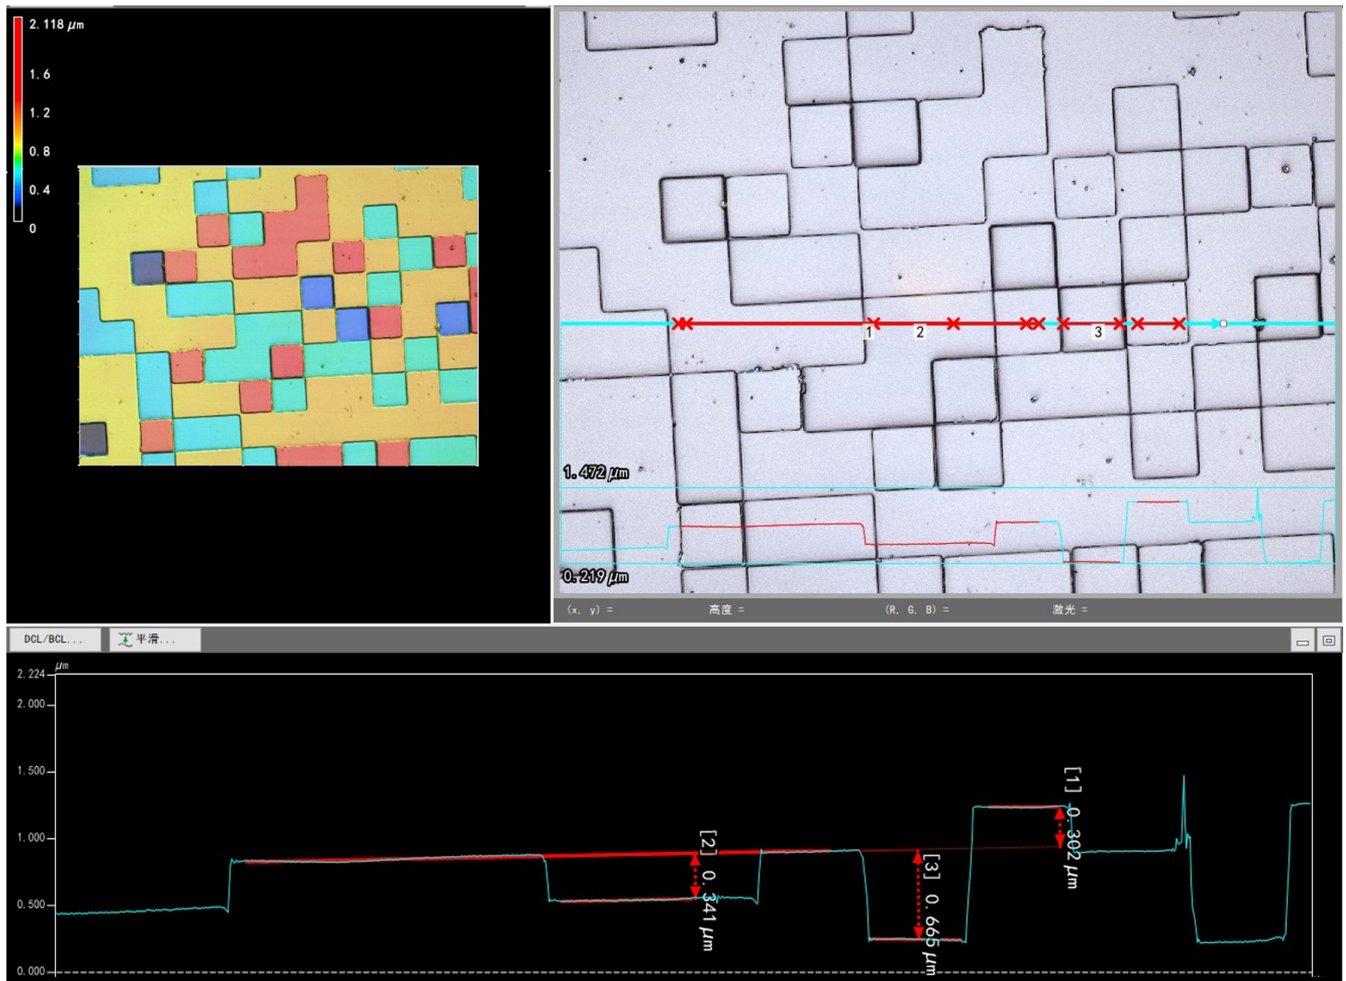 2.118 μm
1.6
1.2
0.8
0.4
0
1
2
3
1.472 μm
0.219 μm
(x, y) = 高度 = (R, G, B) = 激光 =
DCL/BCL... 平滑...
μm
2.224
2.000
1.500
1.000
0.500
0.000
[2] 0.341 μm
[3] 0.665 μm
[1] 0.302 μm